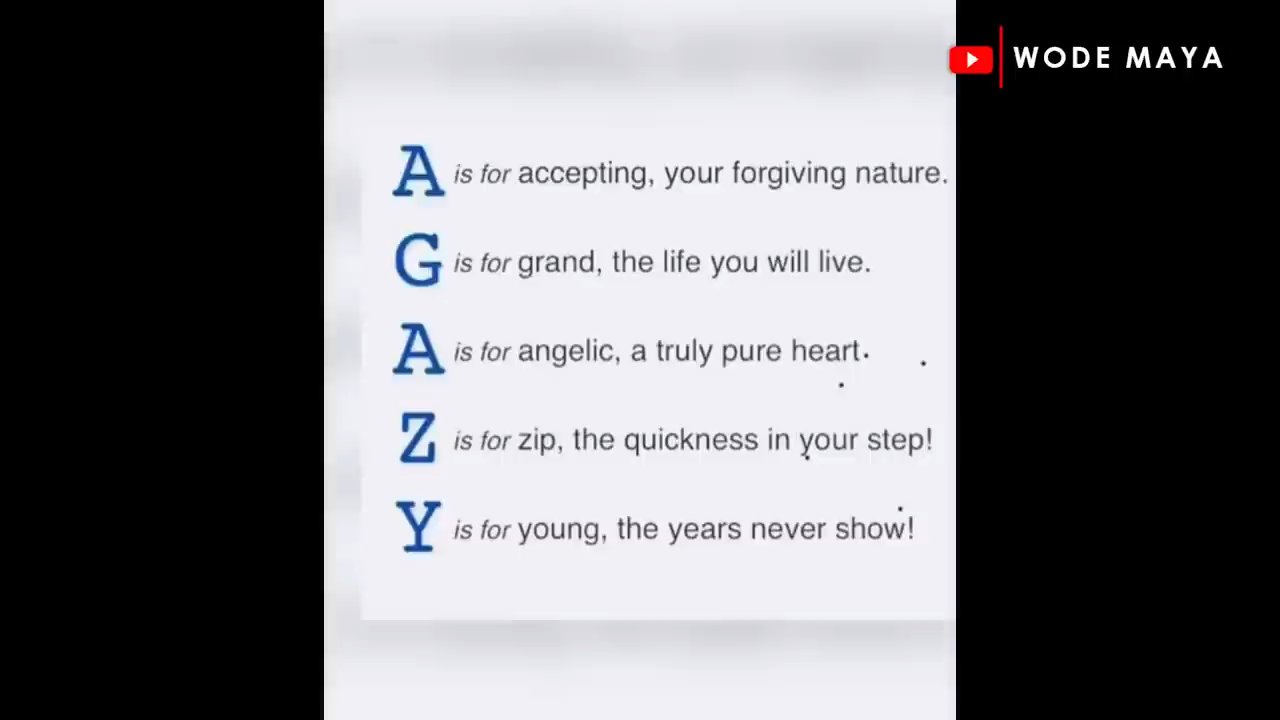 WODE MAYA
A is for accepting, your forgiving nature.
G is for grand, the life you will live.
A is for angelic, a truly pure heart.
Z is for zip, the quickness in your step!
Y is for young, the years never show!